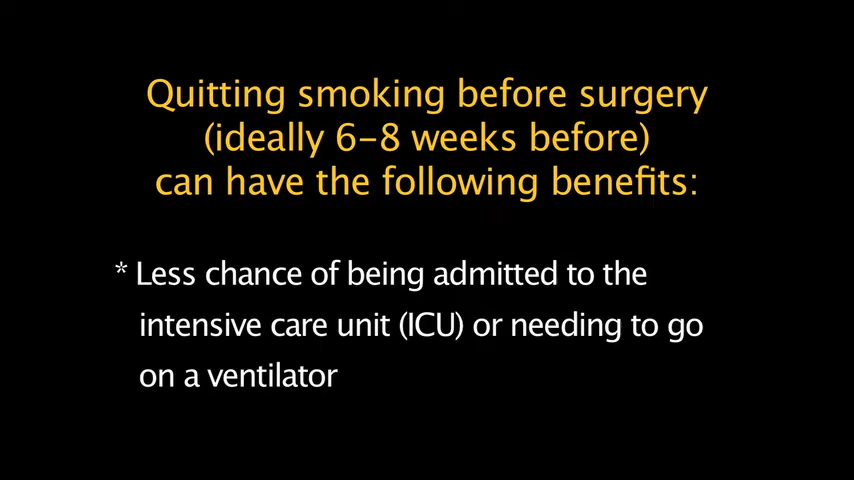 Quitting smoking before surgery
(ideally 6-8 weeks before)
can have the following benefits:
* Less chance of being admitted to the
intensive care unit (ICU) or needing to go
on a ventilator